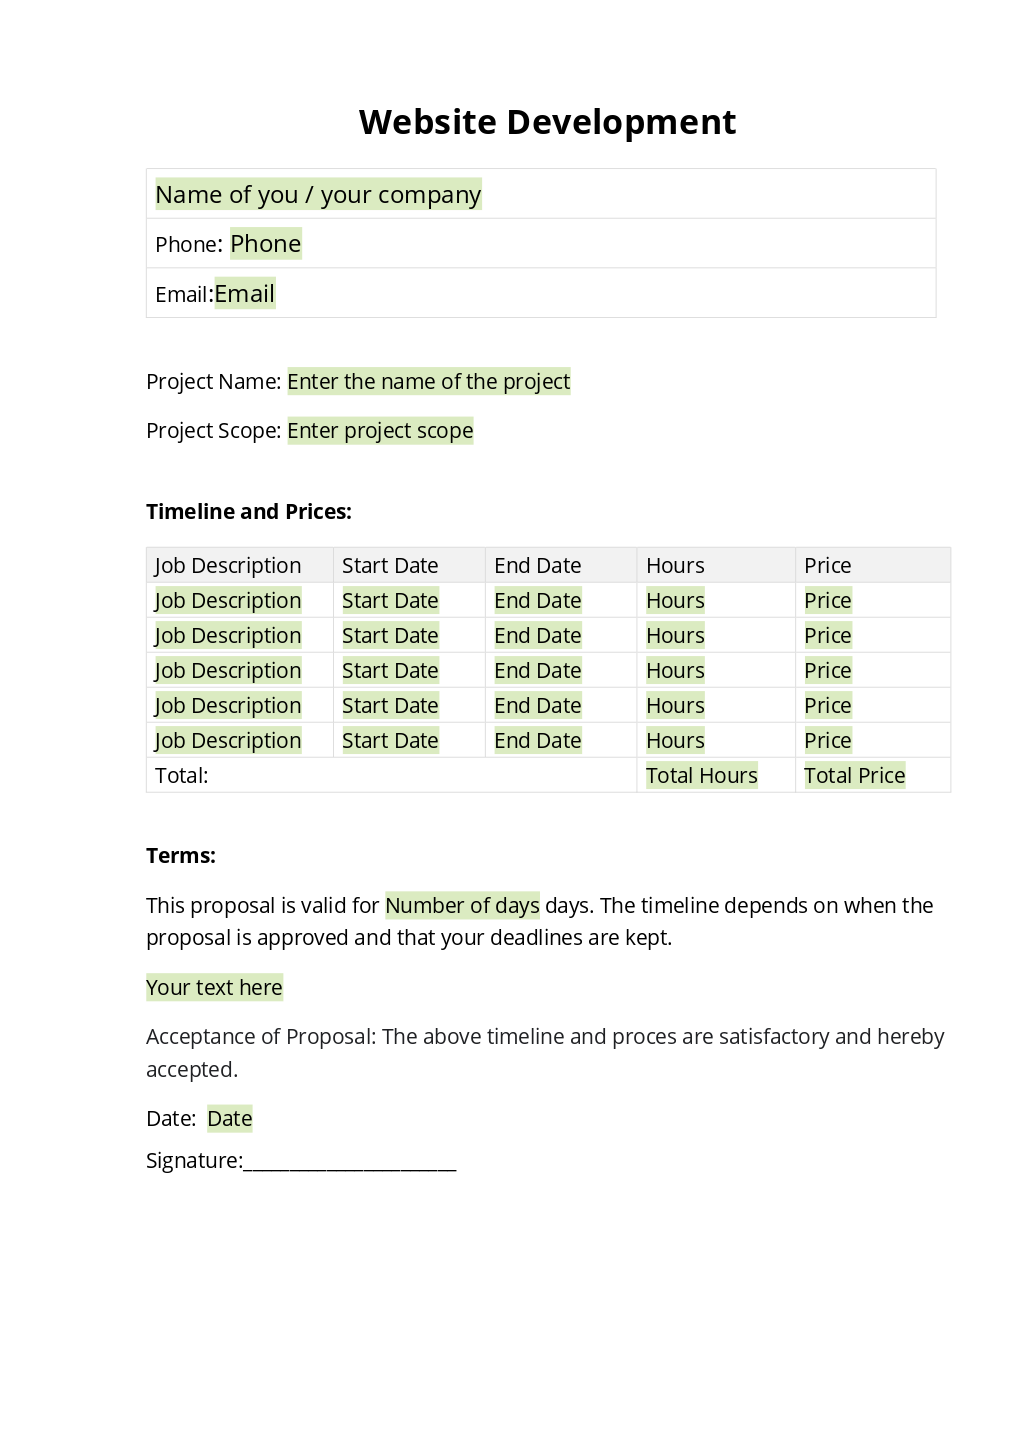 Website Development
Name of you / your company
Phone: Phone
Email:Email
Project Name: Enter the name of the project
Project Scope: Enter project scope
Timeline and Prices:
Job Description Start Date End Date Hours Price
Job Description Start Date End Date Hours Price
Job Description Start Date End Date Hours Price
Job Description Start Date End Date Hours Price
Job Description Start Date End Date Hours Price
Job Description Start Date End Date Hours Price
Total: Total Hours Total Price
Terms:
This proposal is valid for Number of days days. The timeline depends on when the
proposal is approved and that your deadlines are kept.
Your text here
Acceptance of Proposal: The above timeline and proces are satisfactory and hereby
accepted.
Date: Date
Signature:____________________